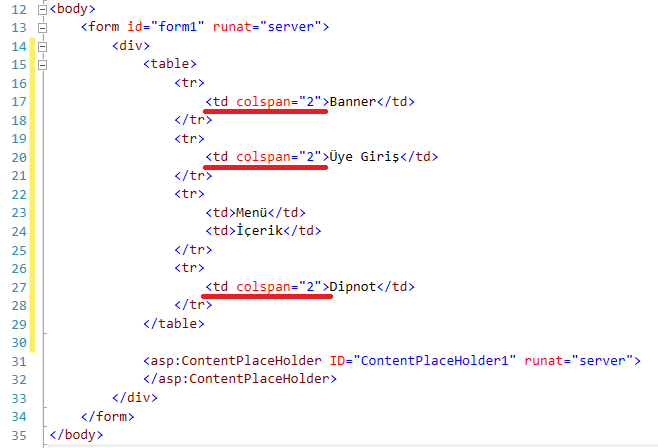 12 <body>
13 <form id="form1" runat="server">
14 <div>
15 <table>
16 <tr>
17 <td colspan="2">Banner</td>
18 </tr>
19 <tr>
20 <td colspan="2">Üye Giriş</td>
21 </tr>
22 <tr>
23 <td>Menü</td>
24 <td>İçerik</td>
25 </tr>
26 <tr>
27 <td colspan="2">Dipnot</td>
28 </tr>
29 </table>
30
31 <asp:ContentPlaceHolder ID="ContentPlaceHolder1" runat="server">
32 </asp:ContentPlaceHolder>
33 </div>
34 </form>
35 </body>